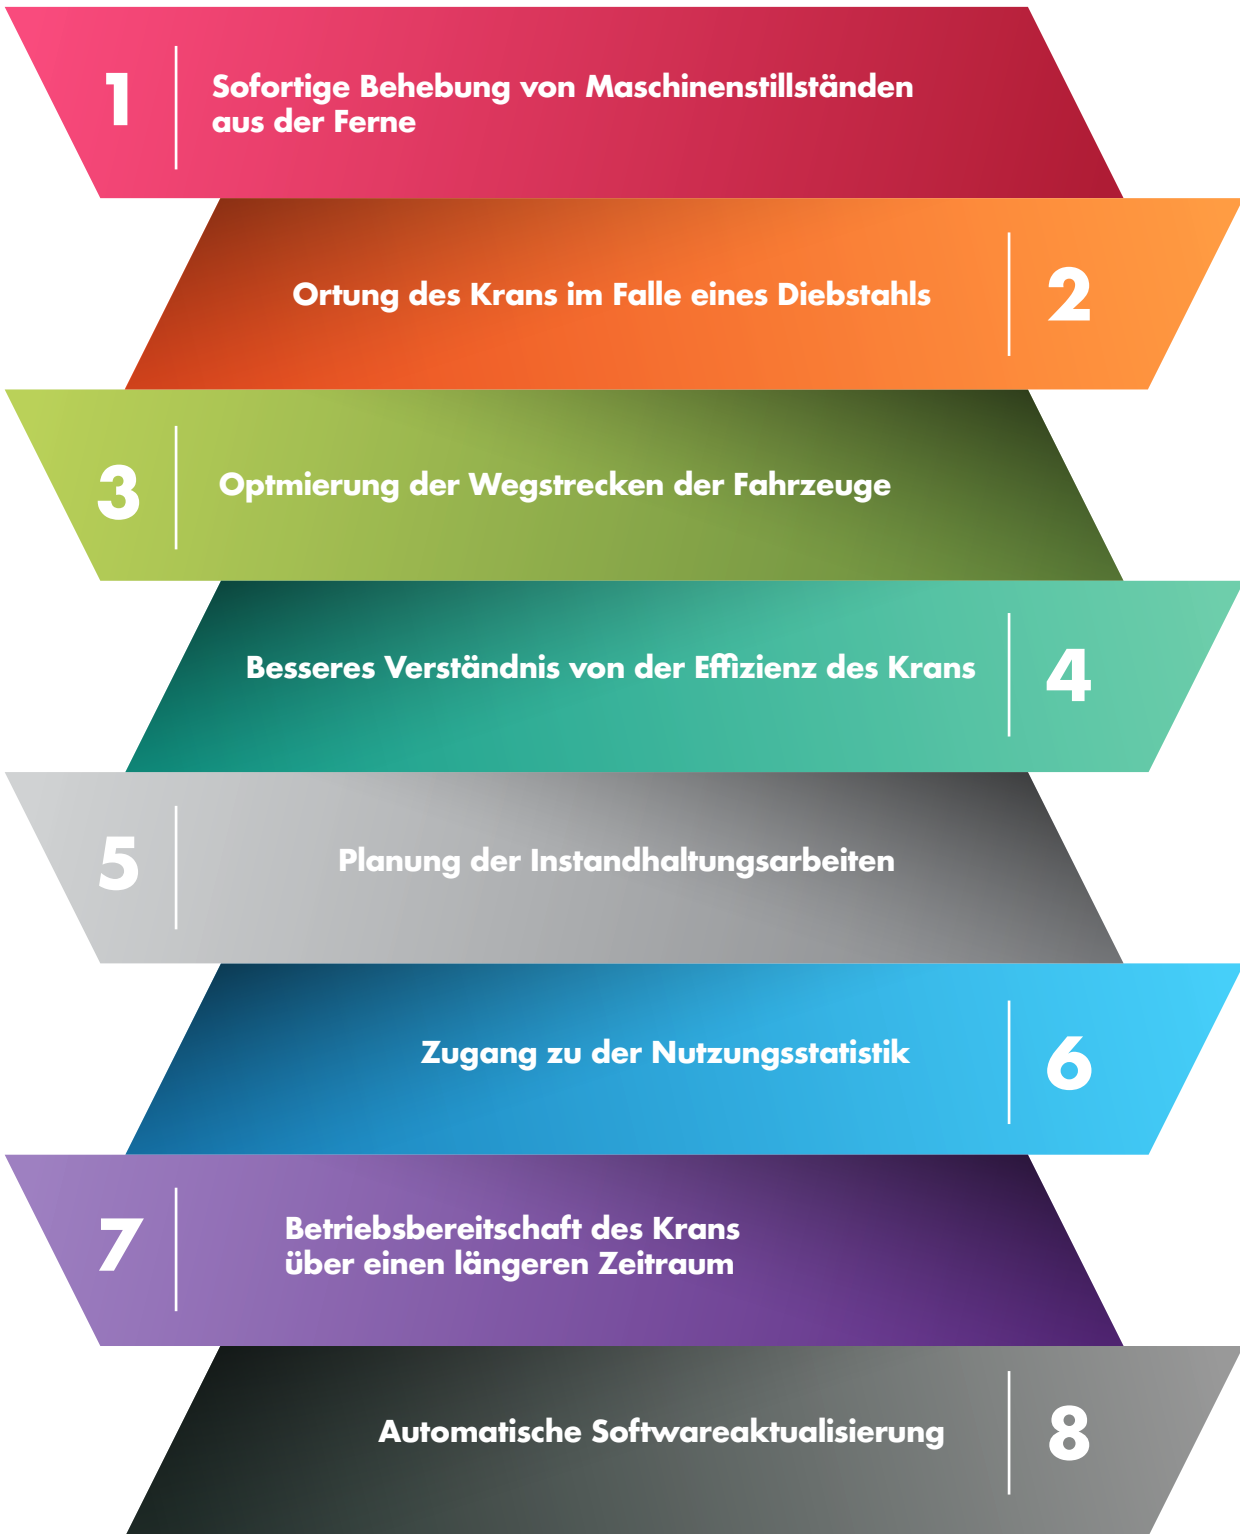 1
Sofortige Behebung von Maschinenstillständen
aus der Ferne
Ortung des Krans im Falle eines Diebstahls
2
3
Optmierung der Wegstrecken der Fahrzeuge
Besseres Verständnis von der Effizienz des Krans
4
5
Planung der Instandhaltungsarbeiten
Zugang zu der Nutzungsstatistik
6
7
Betriebsbereitschaft des Krans
über einen längeren Zeitraum
Automatische Softwareaktualisierung
8